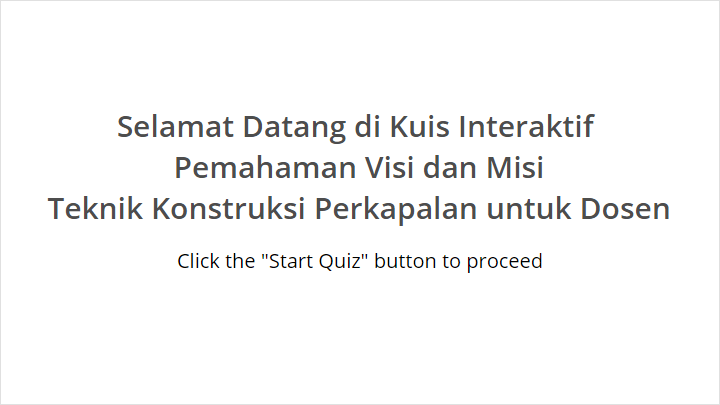 Selamat Datang di Kuis Interaktif
Pemahaman Visi dan Misi
Teknik Konstruksi Perkapalan untuk Dosen
Click the "Start Quiz" button to proceed